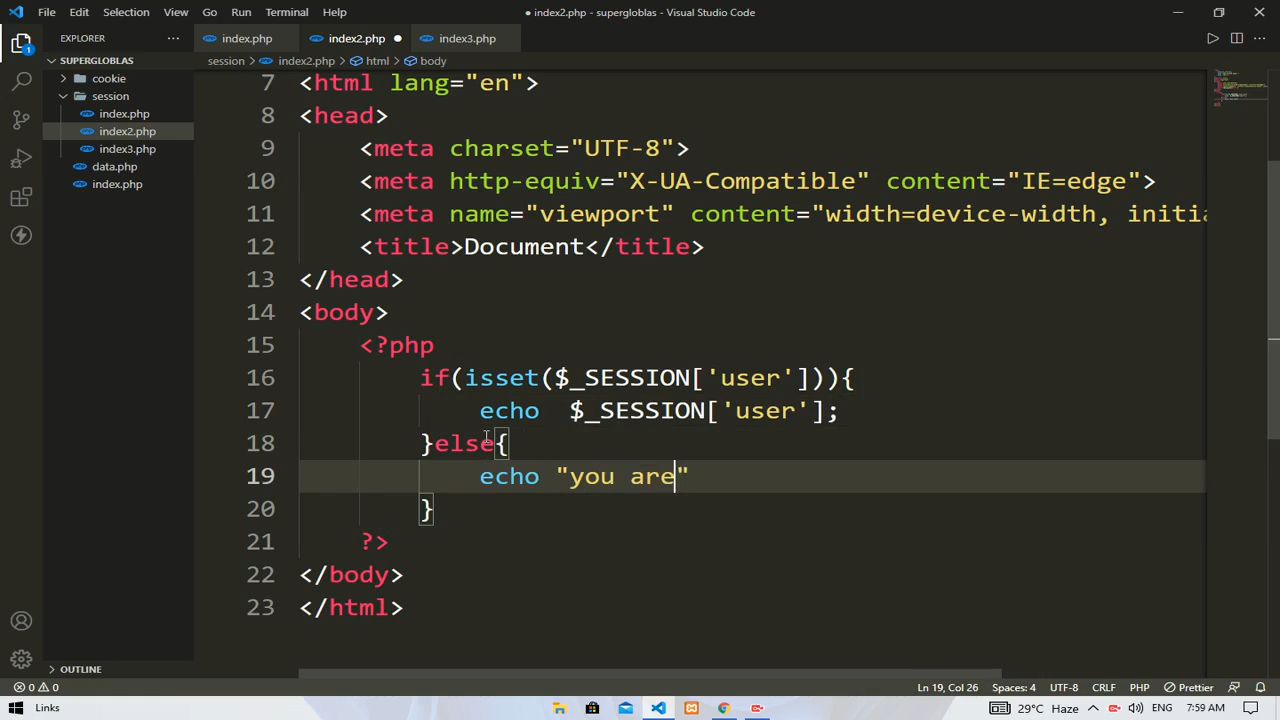 File Edit Selection View Go Run Terminal Help
● index2.php - supergloblas - Visual Studio Code
EXPLORER
index.php index2.php index3.php
SUPERGLOBLAS
session > index2.php > html > body
cookie
session
index.php
index2.php
index3.php
data.php
index.php
7 <html lang="en">
8 <head>
9 <meta charset="UTF-8">
10 <meta http-equiv="X-UA-Compatible" content="IE=edge">
11 <meta name="viewport" content="width=device-width, initia
12 <title>Document</title>
13 </head>
14 <body>
15 <?php
16 if(isset($_SESSION['user'])){
17 echo  $_SESSION['user'];
18 }else{
19 echo "you are"
20 }
21 ?>
22 </body>
23 </html>
OUTLINE
0 0 Ln 19, Col 26 Spaces: 4 UTF-8 CRLF PHP Prettier
Links 29°C Haze ENG 7:59 AM
1